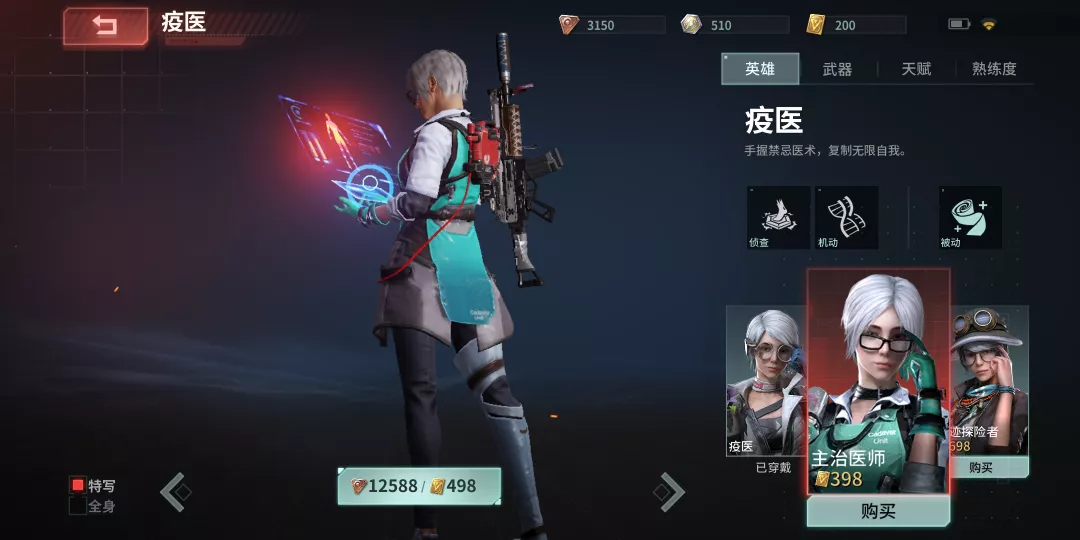 疫医
3150
510
200
英雄
武器
天赋
熟练度
疫医
手握禁忌医术，复制无限自我。
侦查
机动
被动
疫医
已穿戴
Unit
主治医师
398
购买
迹探险者
698
购买
特写
全身
12588 / 498